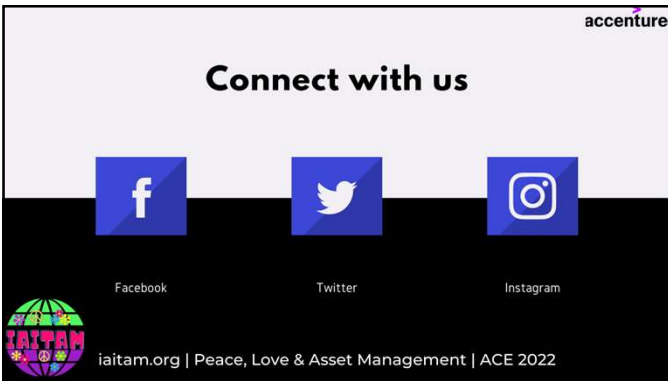 accenture
Connect with us
Facebook
Twitter
Instagram
IAITAM
iaitam.org | Peace, Love & Asset Management | ACE 2022